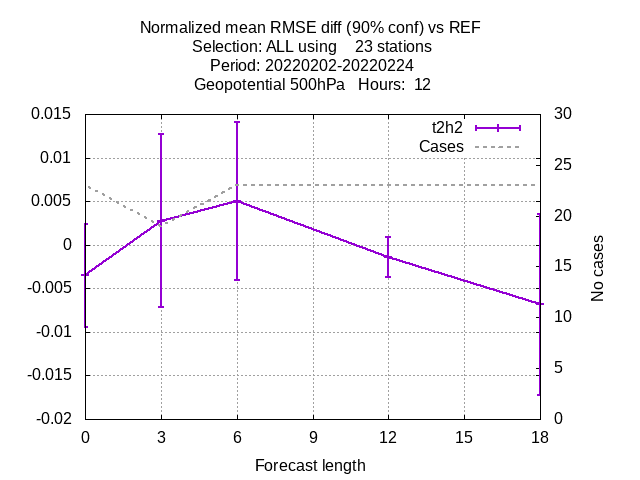 Normalized mean RMSE diff (90% conf) vs REF
Selection: ALL using    23 stations
Period: 20220202-20220224
Geopotential 500hPa   Hours:  12
0.015
0.01
0.005
0
-0.005
-0.01
-0.015
-0.02
t2h2
Cases
30
25
20
15
10
5
0
No cases
0 3 6 9 12 15 18
Forecast length